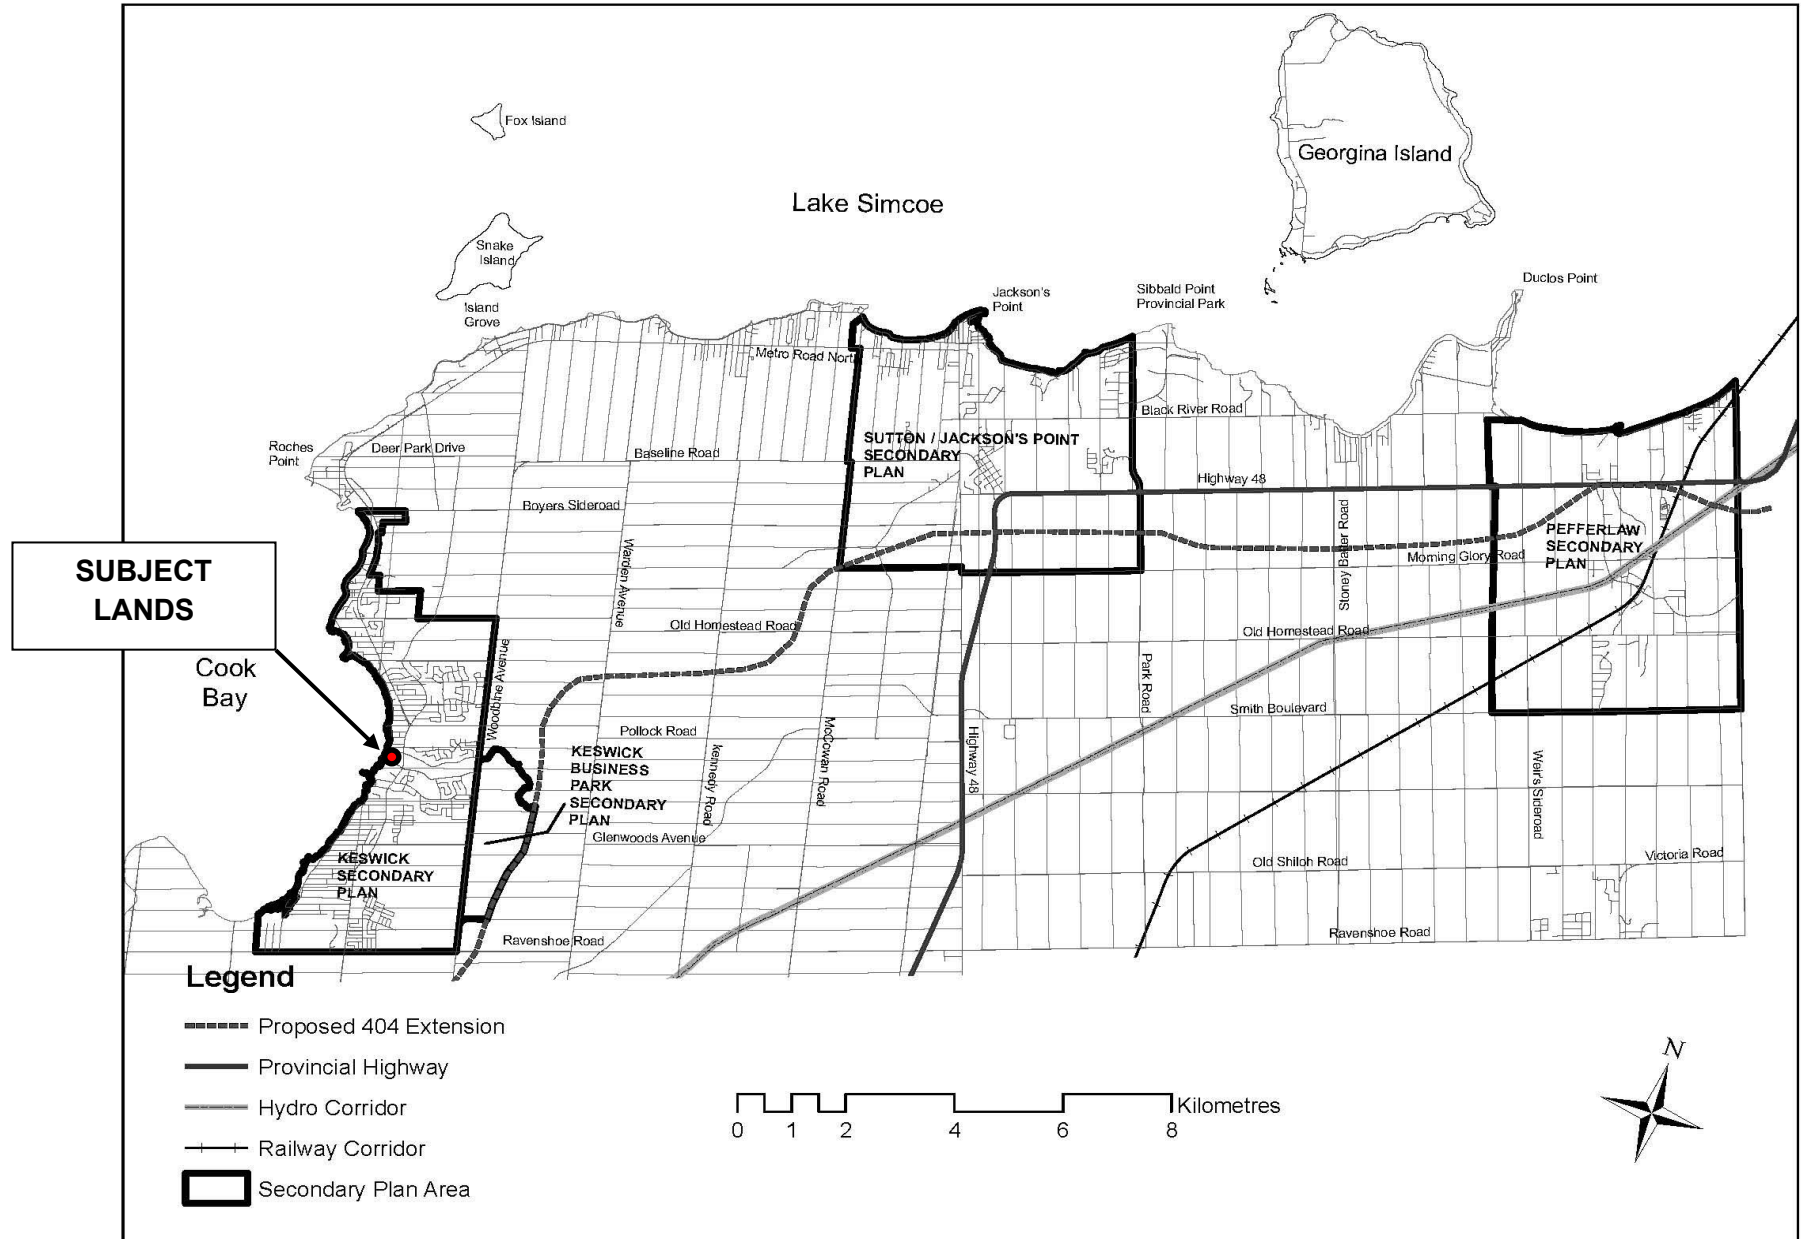 Fox Island
Georgina Island
Lake Simcoe
Snake
Island
Island
Grove
Jackson's
Point
Sibbald Point
Provincial Park
Duclos Point
Metro Road North
Black River Road
Roches
Point
Deer Park Drive
Baseline Road
SUTTON / JACKSON'S POINT
SECONDARY
PLAN
Highway 48
Boyers Sideroad
Warden Avenue
Stoney Batter Road
PEFFERLAW
SECONDARY
PLAN
Morning Glory Road
SUBJECT
LANDS
Old Homestead Road
Old Homestead Road
Cook
Bay
Woodbine Avenue
Park Road
Smith Boulevard
Pollock Road
McCowan Road
Kennedy Road
Highway 48
KESWICK
BUSINESS
PARK
SECONDARY
PLAN
Glenwoods Avenue
Weir's Sideroad
Old Shiloh Road
Victoria Road
KESWICK
SECONDARY
PLAN
Ravenshoe Road
Ravenshoe Road
Legend
Proposed 404 Extension
Provincial Highway
Hydro Corridor
Railway Corridor
Secondary Plan Area
Kilometres
0 1 2 4 6 8
N